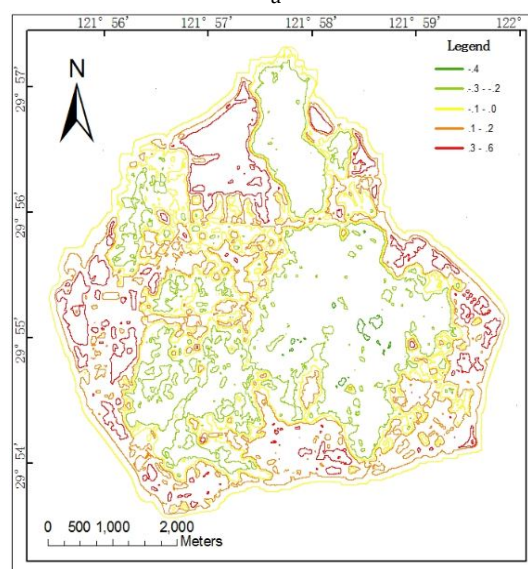 a
121° 56′ 121° 57′ 121° 58′ 121° 59′ 122°
N
Legend
-.4
-.3 - -.2
-.1 - .0
.1 - .2
.3 - .6
29° 57′
29° 56′
29° 55′
29° 54′
0 500 1,000 2,000
Meters